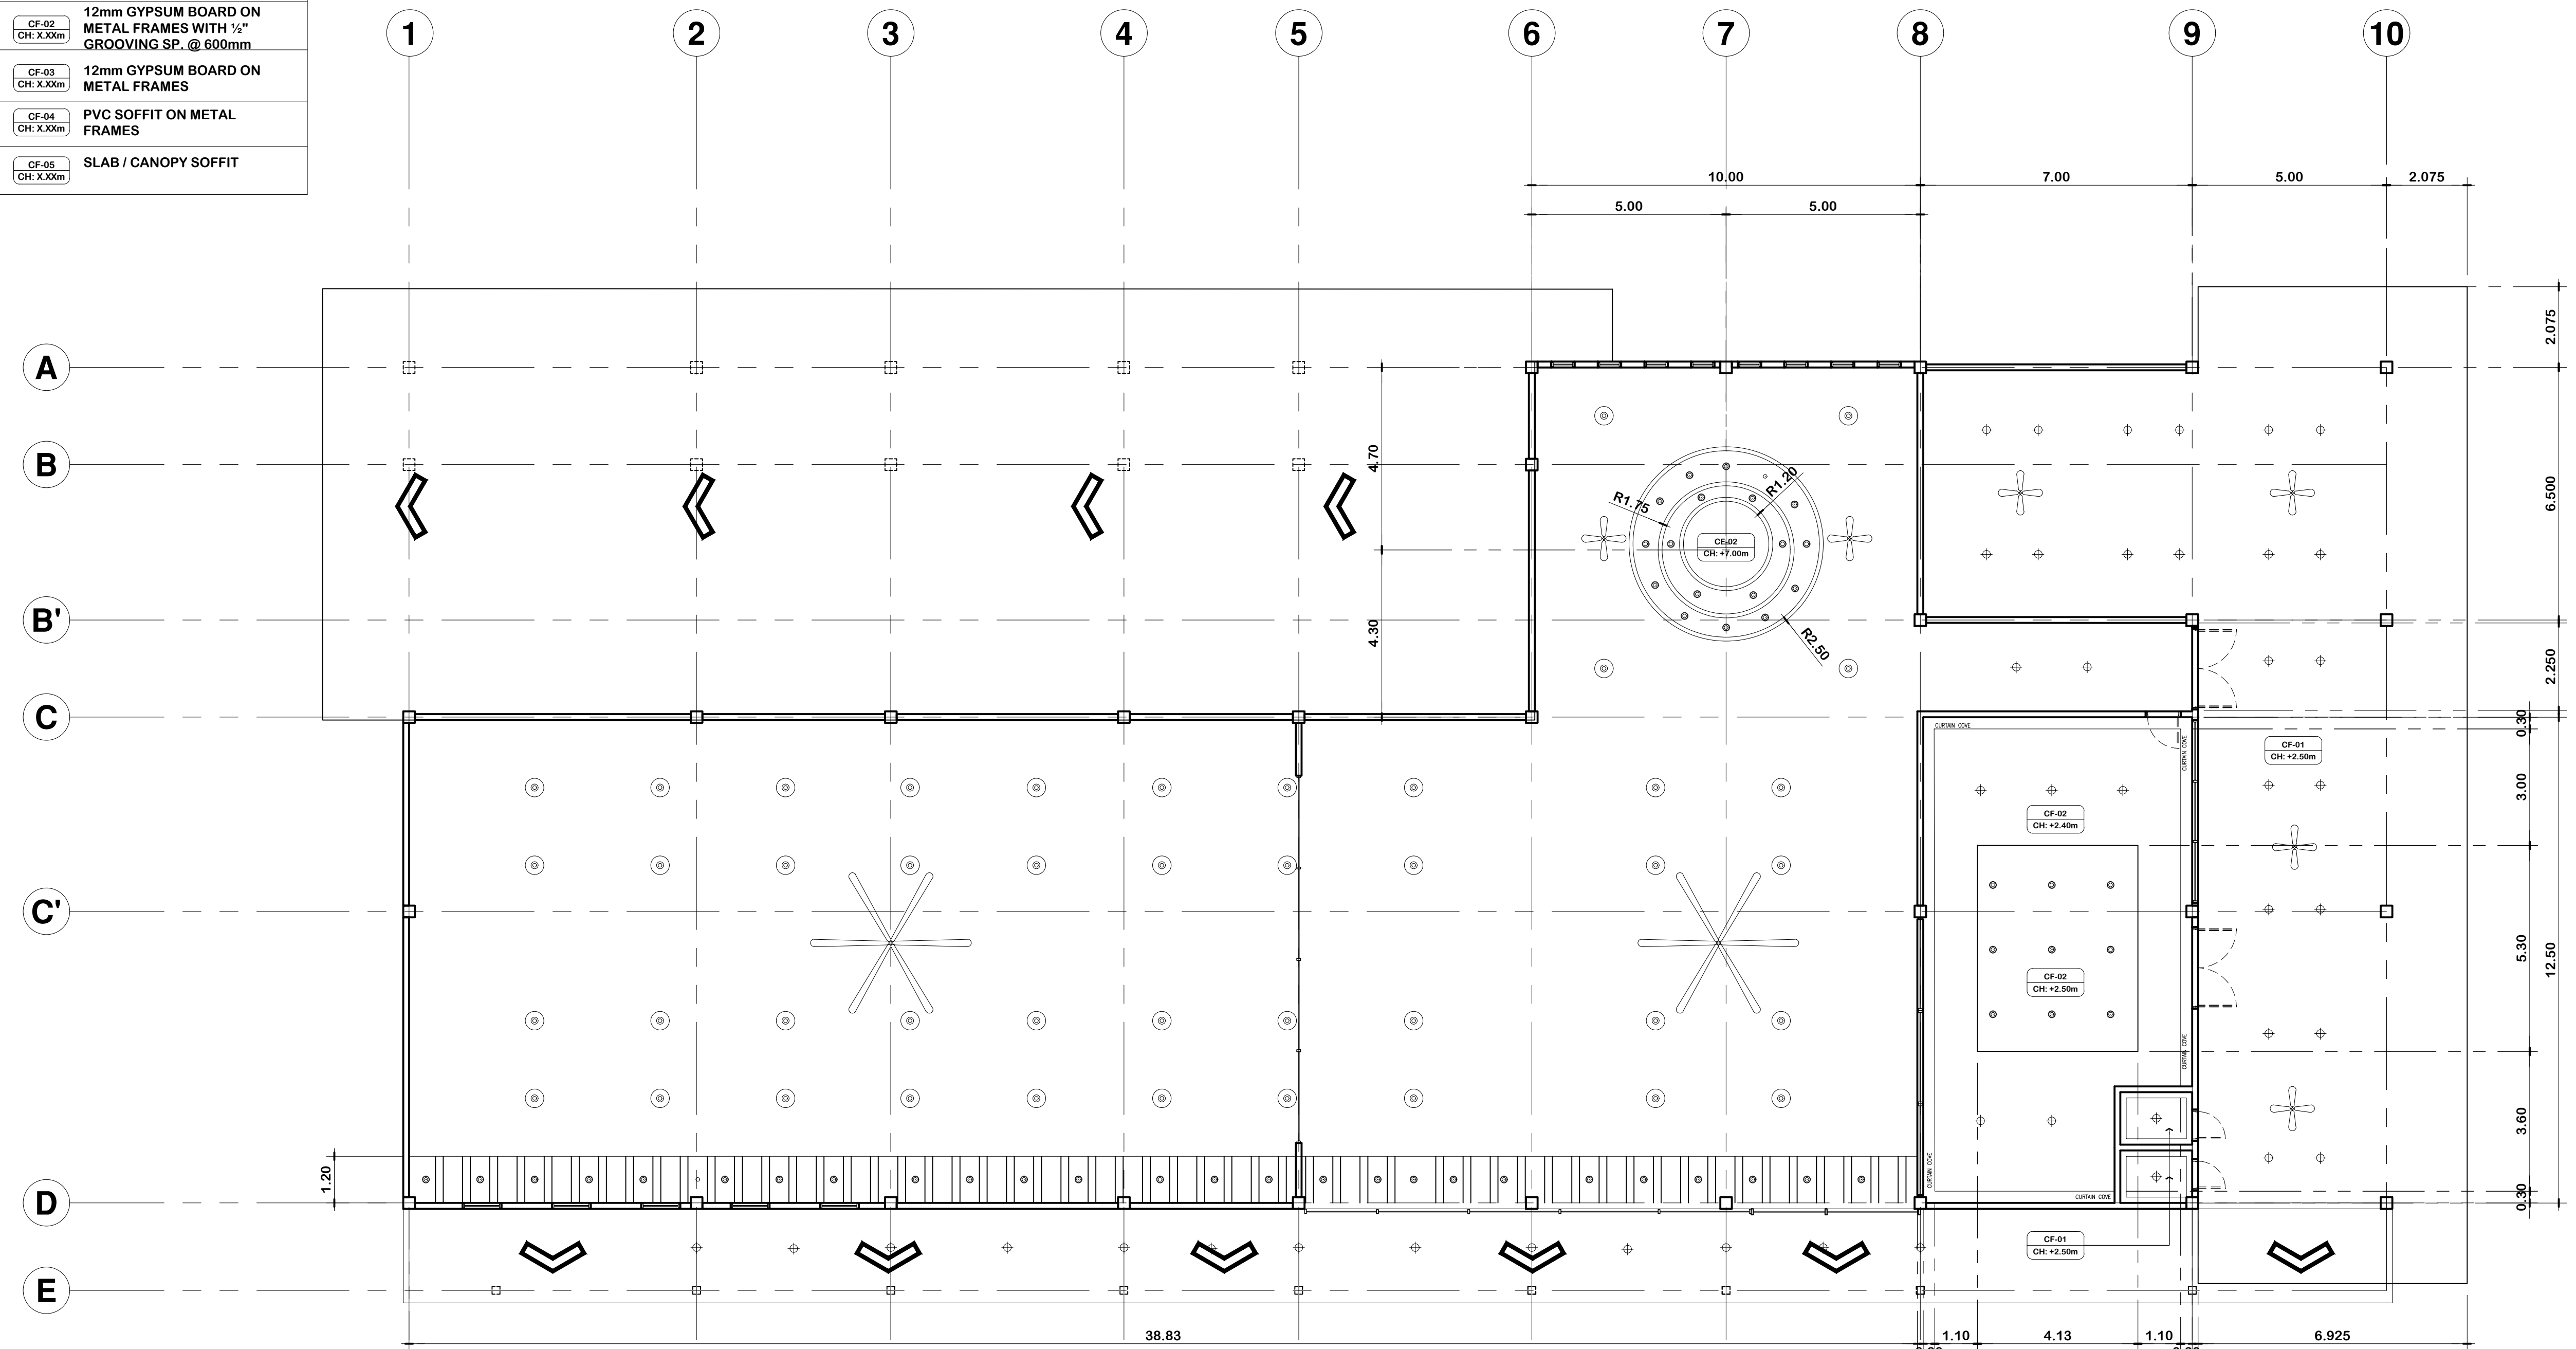 CF-02
CH: X.XXm
12mm GYPSUM BOARD ON
METAL FRAMES WITH ½"
GROOVING SP. @ 600mm
CF-03
CH: X.XXm
12mm GYPSUM BOARD ON
METAL FRAMES
CF-04
CH: X.XXm
PVC SOFFIT ON METAL
FRAMES
CF-05
CH: X.XXm
SLAB / CANOPY SOFFIT
1
2
3
4
5
6
7
8
9
10
10.00
7.00
5.00
2.075
5.00
5.00
A
B
B'
C
C'
D
E
2.075
6.500
2.250
0.30
3.00
5.30
12.50
3.60
0.30
4.70
4.30
R1.75
R1.20
R2.50
CF-02
CH: +7.00m
CURTAIN COVE
CURTAIN COVE
CF-01
CH: +2.50m
CF-02
CH: +2.40m
CF-02
CH: +2.50m
CURTAIN COVE
CURTAIN COVE
CURTAIN COVE
1.20
CF-01
CH: +2.50m
38.83
1.10
4.13
1.10
6.925